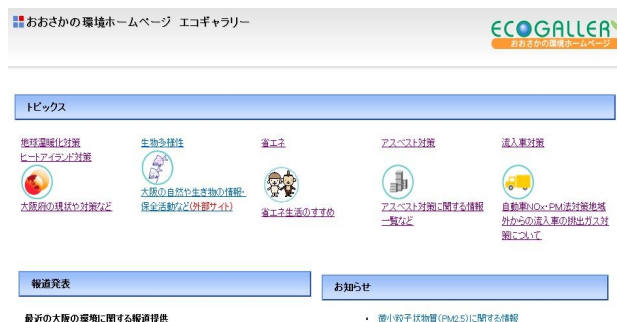 おおさかの環境ホームページ エコギャラリー
ECOGALLERY
おおさかの環境ホームページ
トピックス
地球温暖化対策
ヒートアイランド対策
大阪府の現状や対策など
生物多様性
大阪の自然や生き物の情報・
保全活動など(外部サイト)
省エネ
省エネ生活のすすめ
アスベスト対策
アスベスト対策に関する情報
一覧など
流入車対策
自動車NOx・PM法対策地域
外からの流入車の排出ガス対
策について
報道発表
最近の大阪の環境に関する報道提供
お知らせ
・ 微小粒子状物質(PM2.5)に関する情報